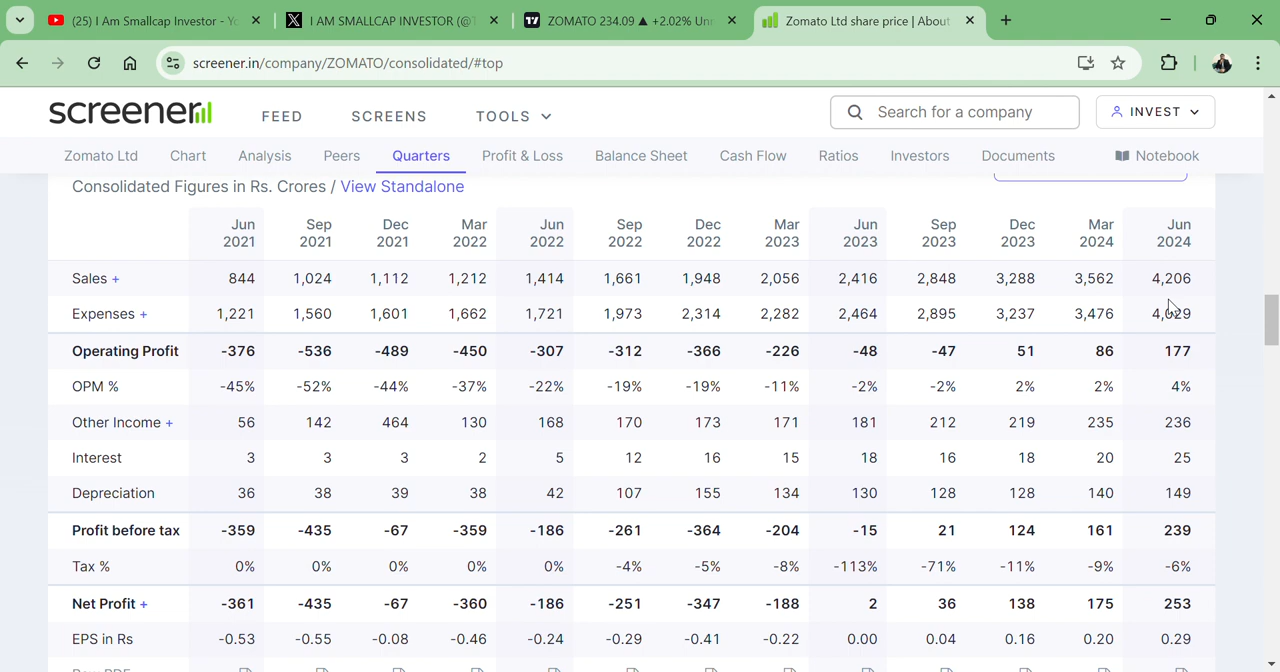 (25) I Am Smallcap Investor - Yo
I AM SMALLCAP INVESTOR (@T
ZOMATO 234.09 ▲ +2.02% Unn
Zomato Ltd share price | About
screener.in/company/ZOMATO/consolidated/#top
screener
FEED
SCREENS
TOOLS
Search for a company
INVEST
Zomato Ltd Chart Analysis Peers Quarters Profit & Loss Balance Sheet Cash Flow Ratios Investors Documents Notebook
Consolidated Figures in Rs. Crores / View Standalone
Jun 2021 Sep 2021 Dec 2021 Mar 2022 Jun 2022 Sep 2022 Dec 2022 Mar 2023 Jun 2023 Sep 2023 Dec 2023 Mar 2024 Jun 2024
Sales + 844 1,024 1,112 1,212 1,414 1,661 1,948 2,056 2,416 2,848 3,288 3,562 4,206
Expenses + 1,221 1,560 1,601 1,662 1,721 1,973 2,314 2,282 2,464 2,895 3,237 3,476 4,029
Operating Profit -376 -536 -489 -450 -307 -312 -366 -226 -48 -47 51 86 177
OPM % -45% -52% -44% -37% -22% -19% -19% -11% -2% -2% 2% 2% 4%
Other Income + 56 142 464 130 168 170 173 171 181 212 219 235 236
Interest 3 3 3 2 5 12 16 15 18 16 18 20 25
Depreciation 36 38 39 38 42 107 155 134 130 128 128 140 149
Profit before tax -359 -435 -67 -359 -186 -261 -364 -204 -15 21 124 161 239
Tax % 0% 0% 0% 0% 0% -4% -5% -8% -113% -71% -11% -9% -6%
Net Profit + -361 -435 -67 -360 -186 -251 -347 -188 2 36 138 175 253
EPS in Rs -0.53 -0.55 -0.08 -0.46 -0.24 -0.29 -0.41 -0.22 0.00 0.04 0.16 0.20 0.29